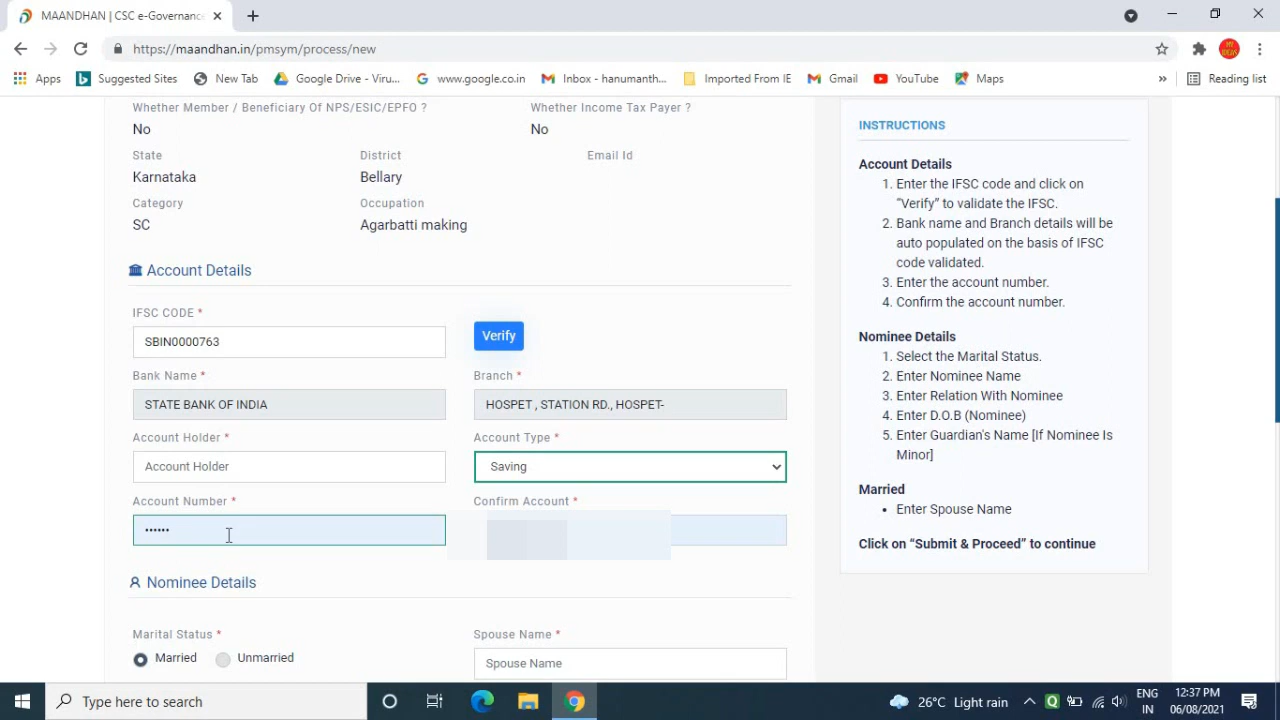 MAANDHAN | CSC e-Governance
https://maandhan.in/pmsym/process/new
Apps Suggested Sites New Tab Google Drive - Viru... www.google.co.in Inbox - hanumanth... Imported From IE Gmail YouTube Maps » Reading list
Whether Member / Beneficiary Of NPS/ESIC/EPFO ? Whether Income Tax Payer ?
No No
State District Email Id
Karnataka Bellary
Category Occupation
SC Agarbatti making
Account Details
IFSC CODE *
SBIN0000763 Verify
Bank Name * Branch *
STATE BANK OF INDIA HOSPET , STATION RD., HOSPET-
Account Holder * Account Type *
Account Holder Saving
Account Number * Confirm Account *
••••••
Nominee Details
Marital Status * Spouse Name *
Married Unmarried Spouse Name
INSTRUCTIONS
Account Details
1. Enter the IFSC code and click on
“Verify” to validate the IFSC.
2. Bank name and Branch details will be
auto populated on the basis of IFSC
code validated.
3. Enter the account number.
4. Confirm the account number.
Nominee Details
1. Select the Marital Status.
2. Enter Nominee Name
3. Enter Relation With Nominee
4. Enter D.O.B (Nominee)
5. Enter Guardian's Name [If Nominee Is
Minor]
Married
• Enter Spouse Name
Click on “Submit & Proceed” to continue
Type here to search 26°C Light rain ENG IN 12:37 PM 06/08/2021